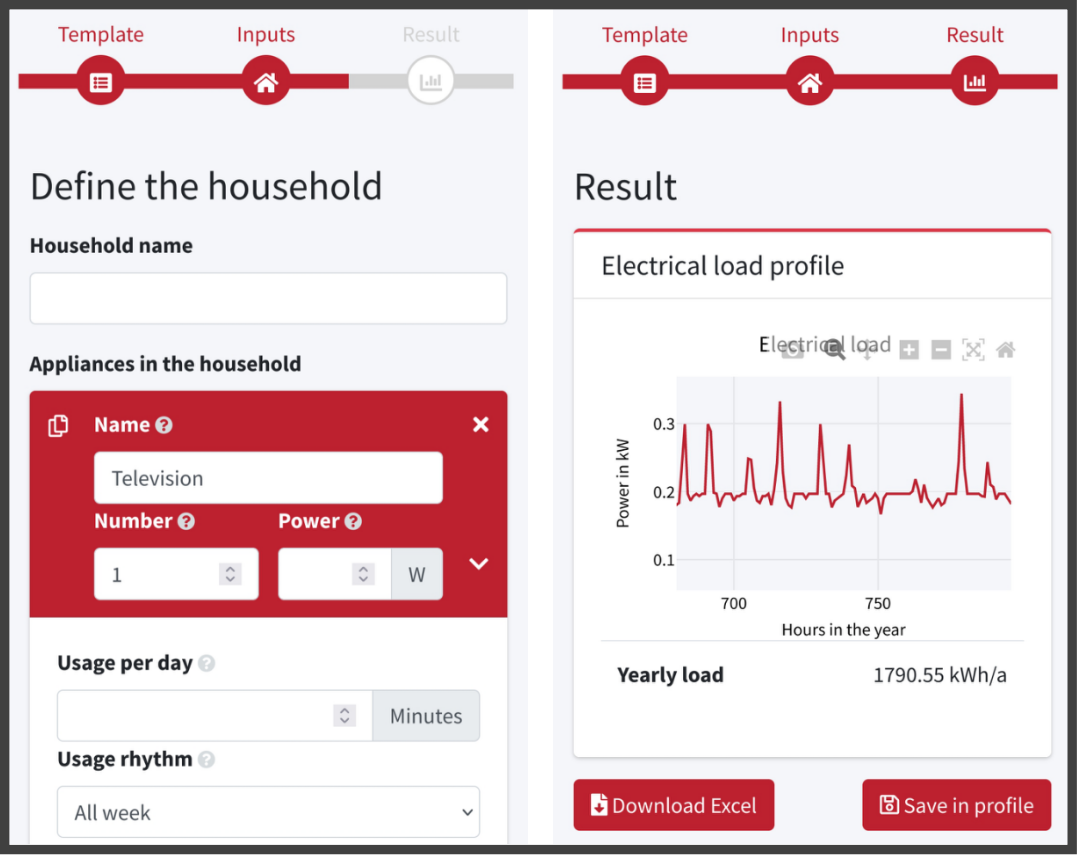 Template Inputs Result
Define the household
Household name
Appliances in the household
Name ?
Television
Number ? Power ?
1 W
Usage per day ?
Minutes
Usage rhythm ?
All week
Template Inputs Result
Result
Electrical load profile
Electrical load
Power in kW
0.3
0.2
0.1
700 750
Hours in the year
Yearly load 1790.55 kWh/a
Download Excel Save in profile